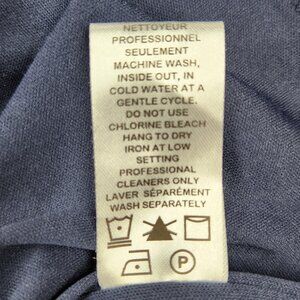 NETTOYEUR
PROFESSIONNEL
SEULEMENT
MACHINE WASH,
INSIDE OUT, IN
COLD WATER AT A
GENTLE CYCLE.
DO NOT USE
CHLORINE BLEACH
HANG TO DRY
IRON AT LOW
SETTING
PROFESSIONAL
CLEANERS ONLY
LAVER SÉPARÉMENT
WASH SEPARATELY
P